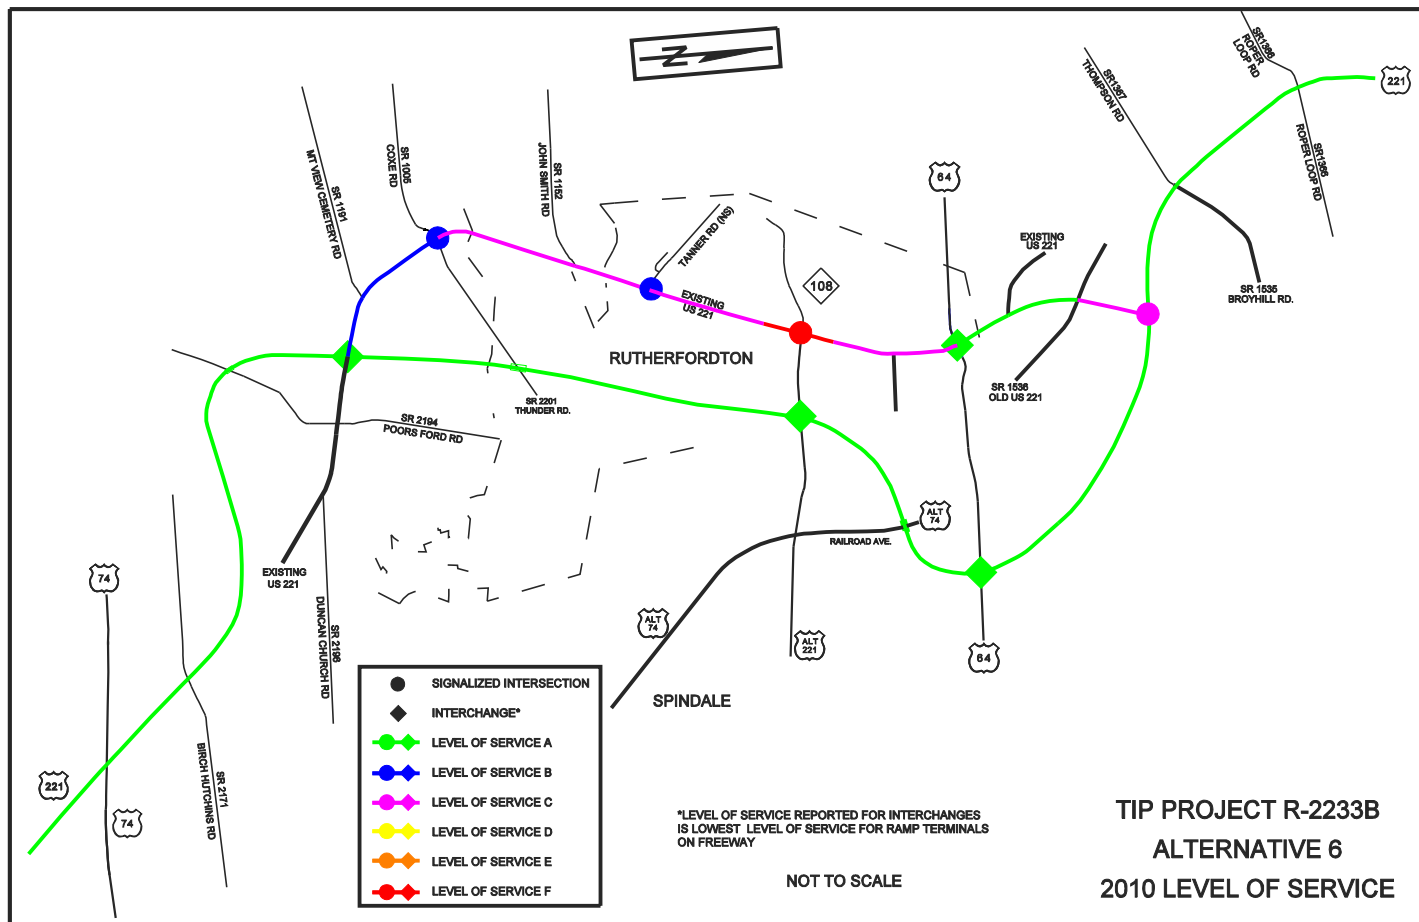 N
SR1366
ROPER
LOOP RD
221
SR1367
THOMPSON RD
SR1366
ROPER LOOP RD
SR 1005
COXE RD
SR 1152
JOHN SMITH RD
64
SR 1191
MT VIEW CEMETERY RD
TANNER RD (NS)
EXISTING
US 221
108
EXISTING
US 221
SR 1535
BROYHILL RD.
RUTHERFORDTON
SR 2201
THUNDER RD.
SR 1536
OLD US 221
SR 2194
POORS FORD RD
ALT
74
RAILROAD AVE.
EXISTING
US 221
74
SR 2196
DUNCAN CHURCH RD
ALT
74
ALT
221
64
SPINDALE
SR 2171
BIRCH HUTCHINS RD
221
74
SIGNALIZED INTERSECTION
INTERCHANGE*
LEVEL OF SERVICE A
LEVEL OF SERVICE B
LEVEL OF SERVICE C
LEVEL OF SERVICE D
LEVEL OF SERVICE E
LEVEL OF SERVICE F
*LEVEL OF SERVICE REPORTED FOR INTERCHANGES
IS LOWEST LEVEL OF SERVICE FOR RAMP TERMINALS
ON FREEWAY
NOT TO SCALE
TIP PROJECT R-2233B
ALTERNATIVE 6
2010 LEVEL OF SERVICE